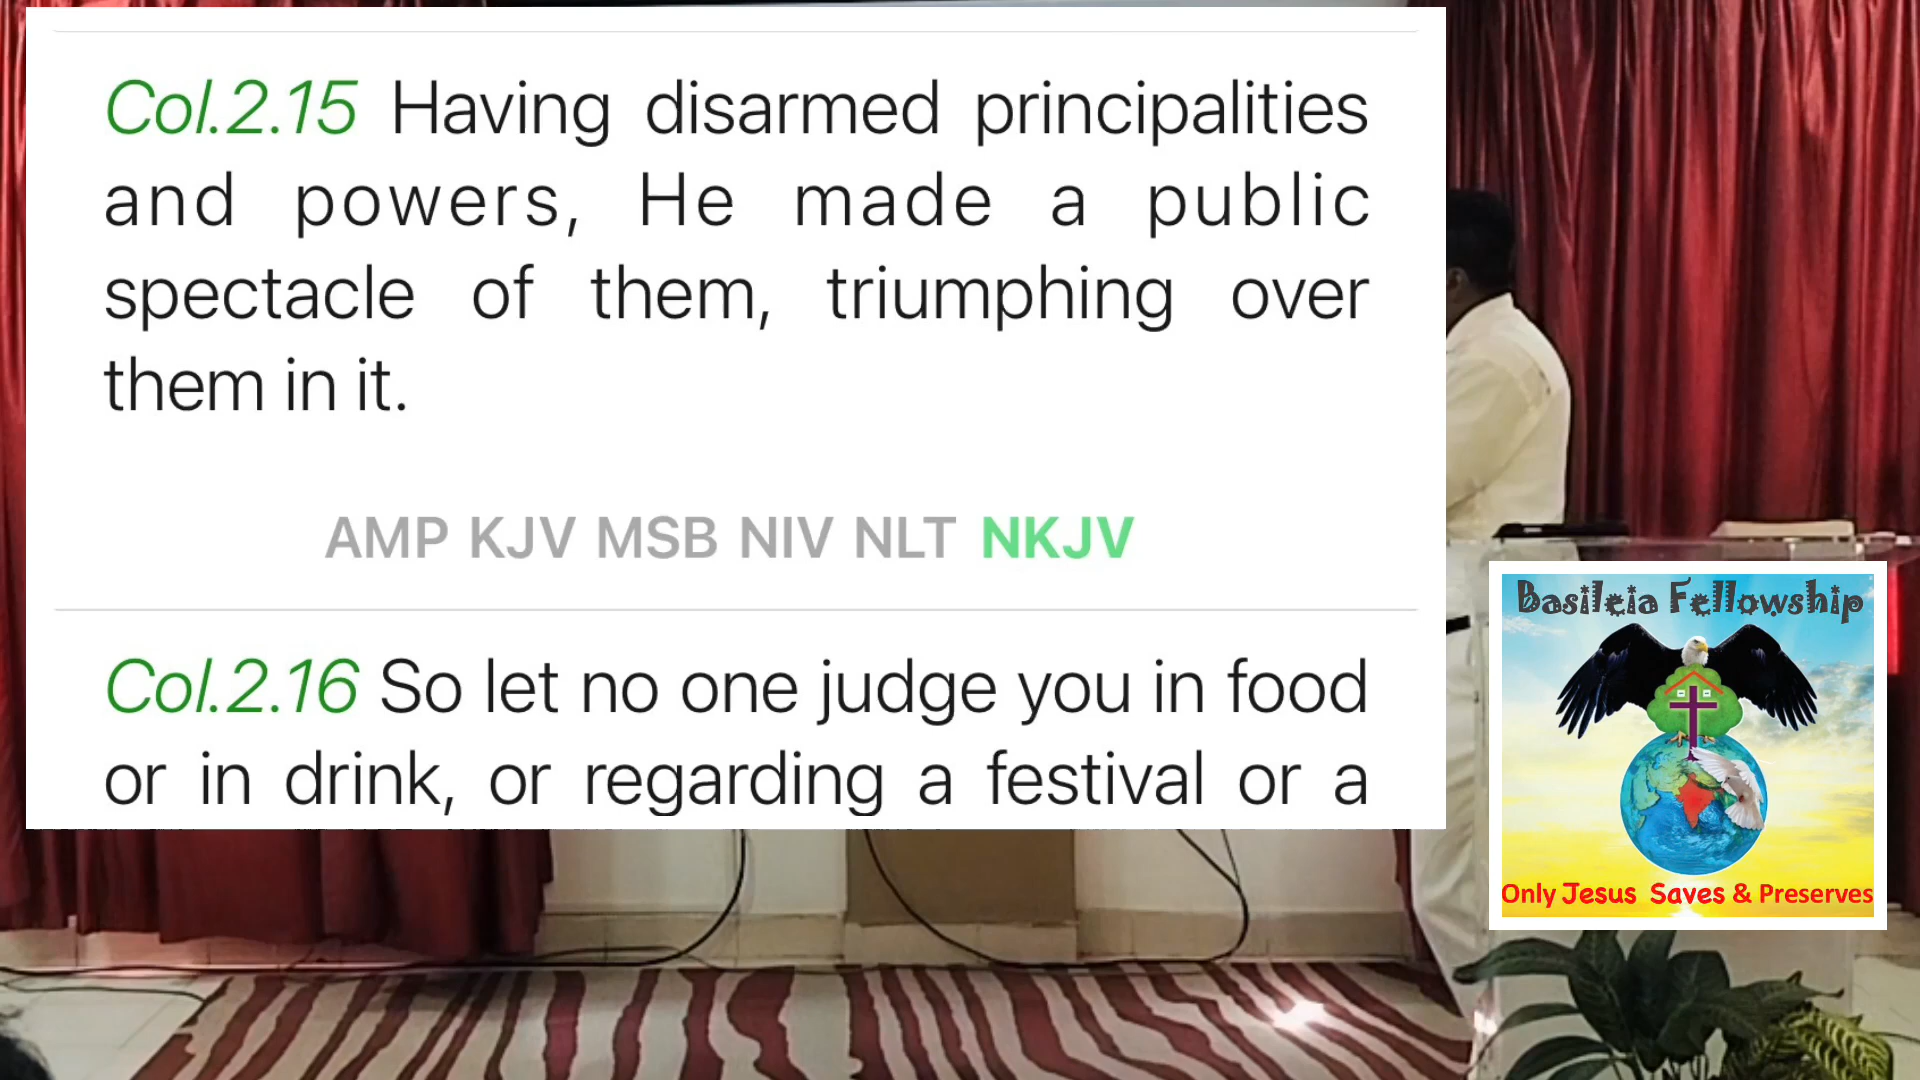 Col.2.15 Having disarmed principalities
and powers, He made a public
spectacle of them, triumphing over
them in it.
AMP KJV MSB NIV NLT NKJV
Col.2.16 So let no one judge you in food
or in drink, or regarding a festival or a
Basileia Fellowship
Only Jesus Saves & Preserves